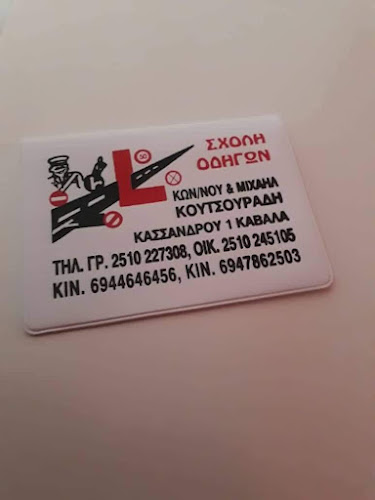 L
ΣΧΟΛΗ
ΟΔΗΓΩΝ
ΚΩΝ/ΝΟΥ & ΜΙΧΑΗΛ
ΚΟΥΤΣΟΥΡΑΔΗ
ΚΑΣΣΑΝΔΡΟΥ 1 ΚΑΒΑΛΑ
ΤΗΛ. ΓΡ. 2510 227308, ΟΙΚ. 2510 245105
ΚΙΝ. 6944646456, ΚΙΝ. 6947862503